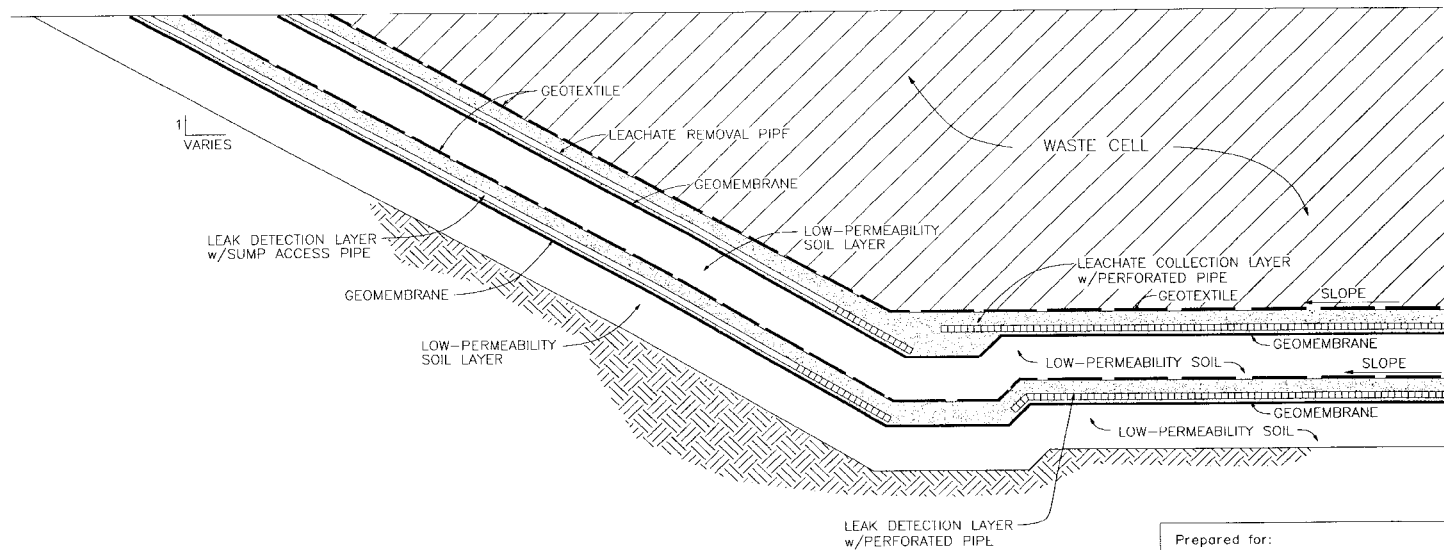 GEOTEXTILE
1
VARIES
LEACHATE REMOVAL PIPE
WASTE CELL
GEOMEMBRANE
LEAK DETECTION LAYER
w/SUMP ACCESS PIPE
LOW-PERMEABILITY
SOIL LAYER
LEACHATE COLLECTION LAYER
w/PERFORATED PIPE
GEOTEXTILE
SLOPE
GEOMEMBRANE
LOW-PERMEABILITY
SOIL LAYER
GEOMEMBRANE
LOW-PERMEABILITY SOIL
SLOPE
GEOMEMBRANE
LOW-PERMEABILITY SOIL
LEAK DETECTION LAYER
w/PERFORATED PIPE
Prepared for: